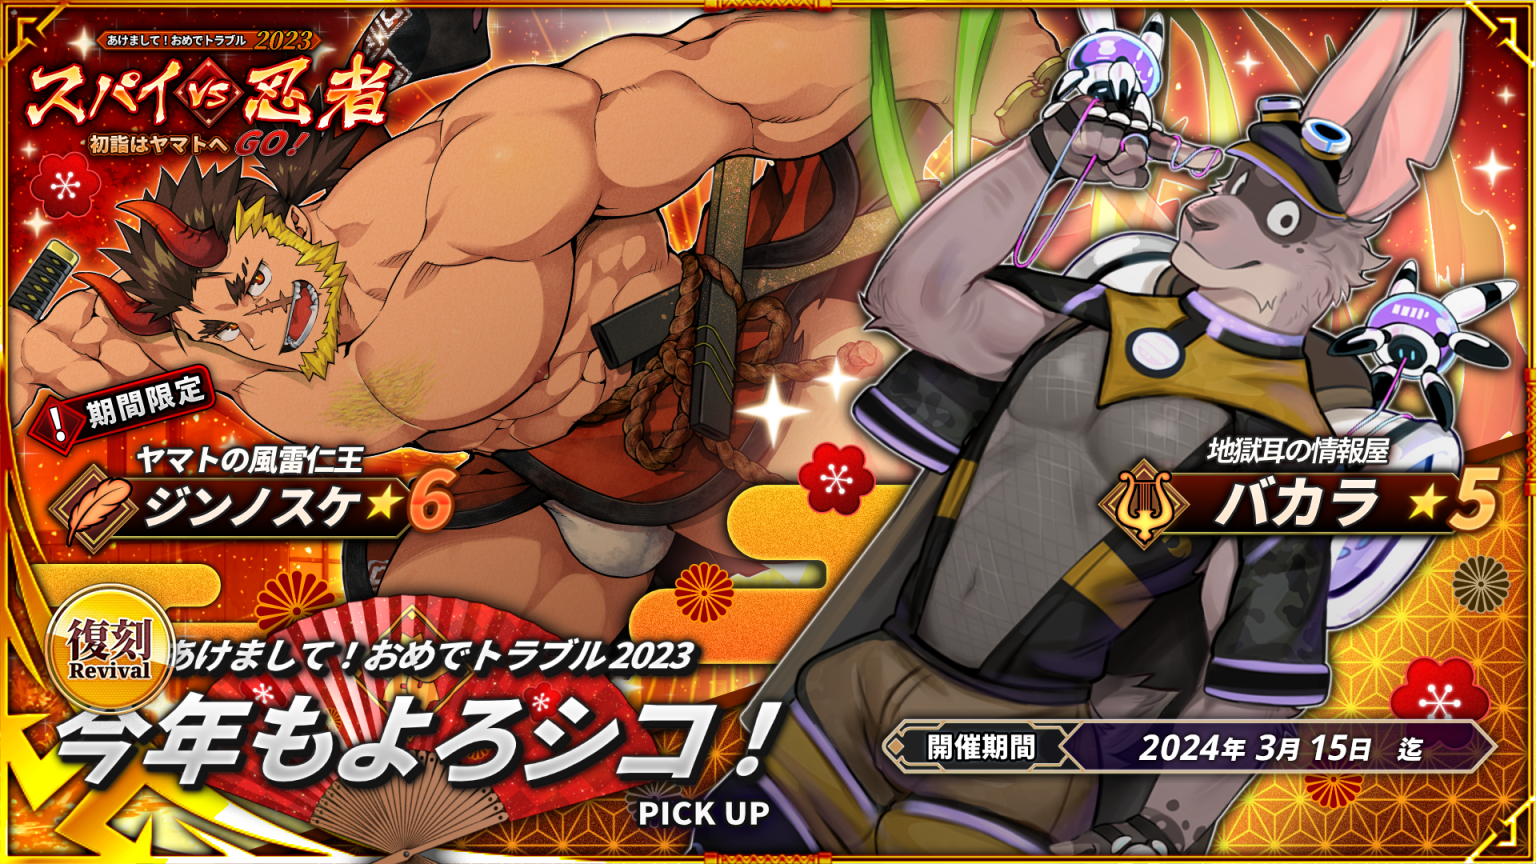 あけまして!おめでトラブル 2023
スパイVS忍者
初詣はヤマトへGO!
! 期間限定
ヤマトの風雷仁王
ジンノスケ★6
地獄耳の情報屋
バカラ ★5
復刻
Revival
あけまして!おめでトラブル2023
今年もよろシコ!
PICK UP
開催期間 2024年 3月 15日 迄